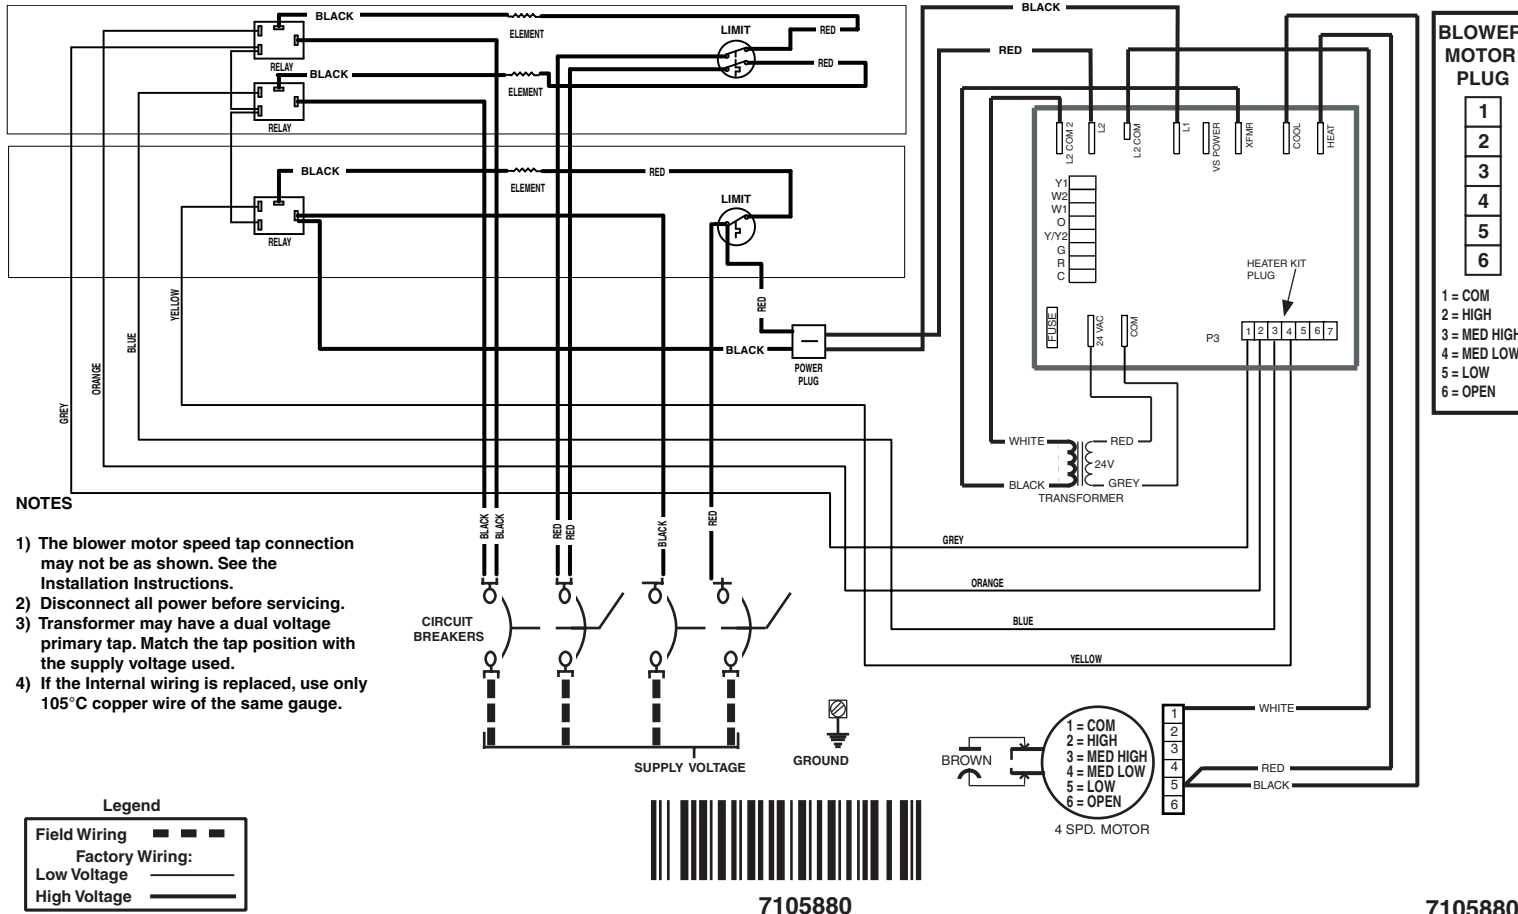 BLACK
ELEMENT
RED
LIMIT
RELAY
BLACK
ELEMENT
RED
RELAY
BLACK
ELEMENT
RED
LIMIT
RELAY
BLACK
RED
L2 COM 2
L2
L2 COM
L1
VS POWER
XFMR
COOL
HEAT
Y1
W2
W1
O
Y/Y2
G
R
C
HEATER KIT
PLUG
FUSE
24 VAC
COM
P3
1 2 3 4 5 6 7
BLOWER
MOTOR
PLUG
1
2
3
4
5
6
1 = COM
2 = HIGH
3 = MED HIGH
4 = MED LOW
5 = LOW
6 = OPEN
GREY
ORANGE
BLUE
YELLOW
RED
BLACK
POWER
PLUG
WHITE
RED
24V
BLACK
GREY
TRANSFORMER
NOTES
1) The blower motor speed tap connection
may not be as shown. See the
Installation Instructions.
2) Disconnect all power before servicing.
3) Transformer may have a dual voltage
primary tap. Match the tap position with
the supply voltage used.
4) If the Internal wiring is replaced, use only
105°C copper wire of the same gauge.
BLACK
BLACK
RED
RED
BLACK
RED
CIRCUIT
BREAKERS
SUPPLY VOLTAGE
GROUND
GREY
ORANGE
BLUE
YELLOW
BROWN
1 = COM
2 = HIGH
3 = MED HIGH
4 = MED LOW
5 = LOW
6 = OPEN
4 SPD. MOTOR
1
2
3
4
5
6
WHITE
RED
BLACK
Legend
Field Wiring
Factory Wiring:
Low Voltage
High Voltage
7105880
7105880